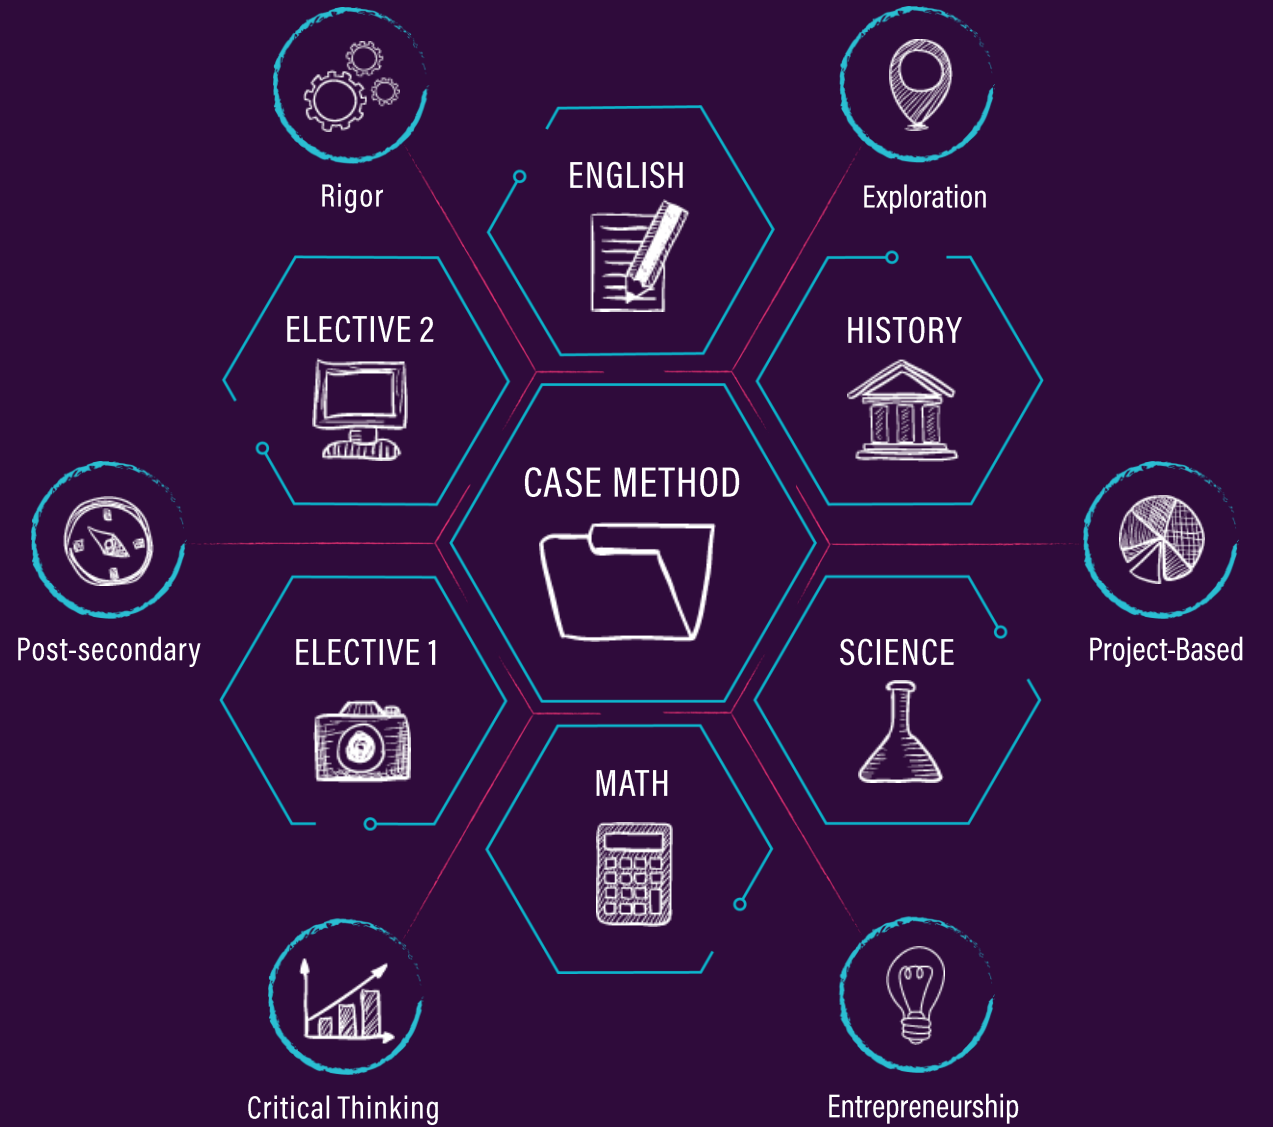 Rigor
Exploration
ENGLISH
ELECTIVE 2
HISTORY
CASE METHOD
Post-secondary
Project-Based
ELECTIVE 1
SCIENCE
MATH
Critical Thinking
Entrepreneurship